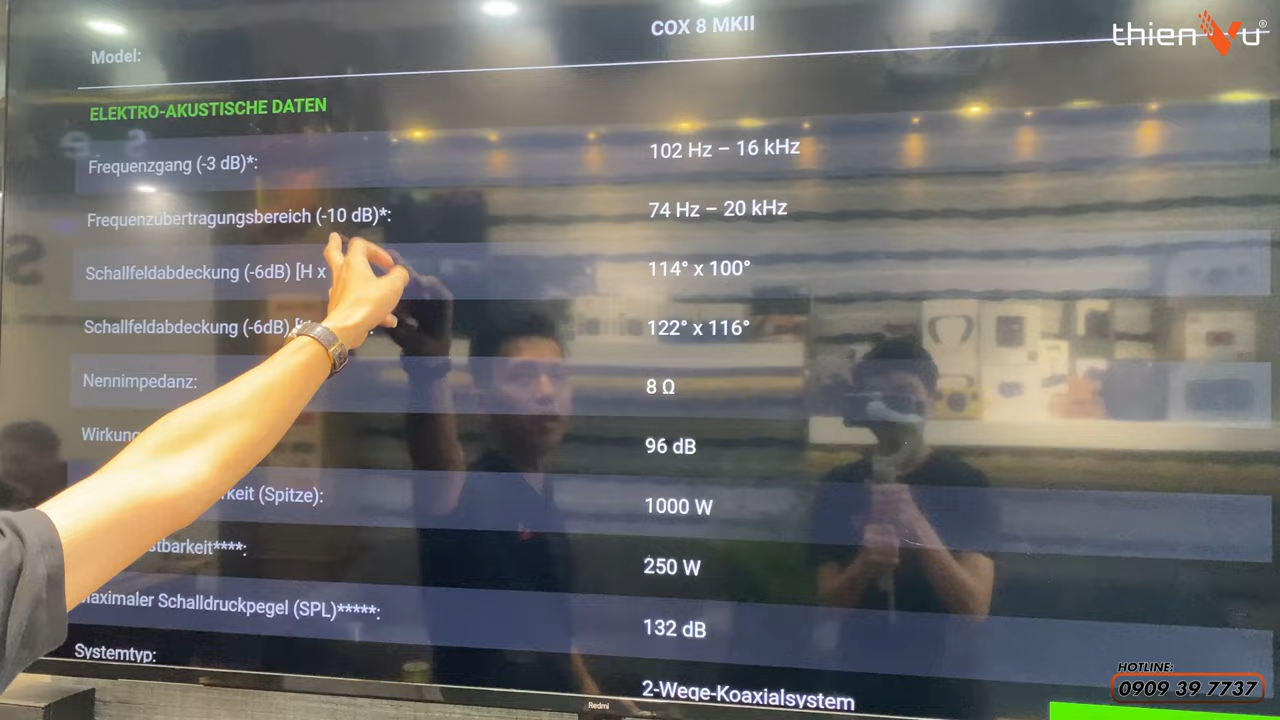 COX 8 MKII
Model:
thienVu®
ELEKTRO-AKUSTISCHE DATEN
Frequenzgang (-3 dB)*: 102 Hz – 16 kHz
Frequenzübertragungsbereich (-10 dB)*: 74 Hz – 20 kHz
Schallfeldabdeckung (-6dB) [H x 114° x 100°
Schallfeldabdeckung (-6dB) 122° x 116°
Nennimpedanz: 8 Ω
96 dB
(Spitze): 1000 W
250 W
Maximaler Schalldruckpegel (SPL)*****: 132 dB
Systemtyp: 2-Wege-Koaxialsystem
Redmi
HOTLINE:
0909 39 7737